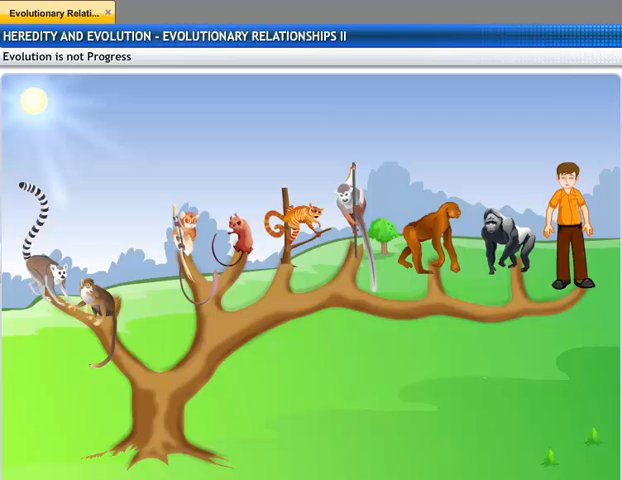 Evolutionary Relati...
HEREDITY AND EVOLUTION - EVOLUTIONARY RELATIONSHIPS II
Evolution is not Progress